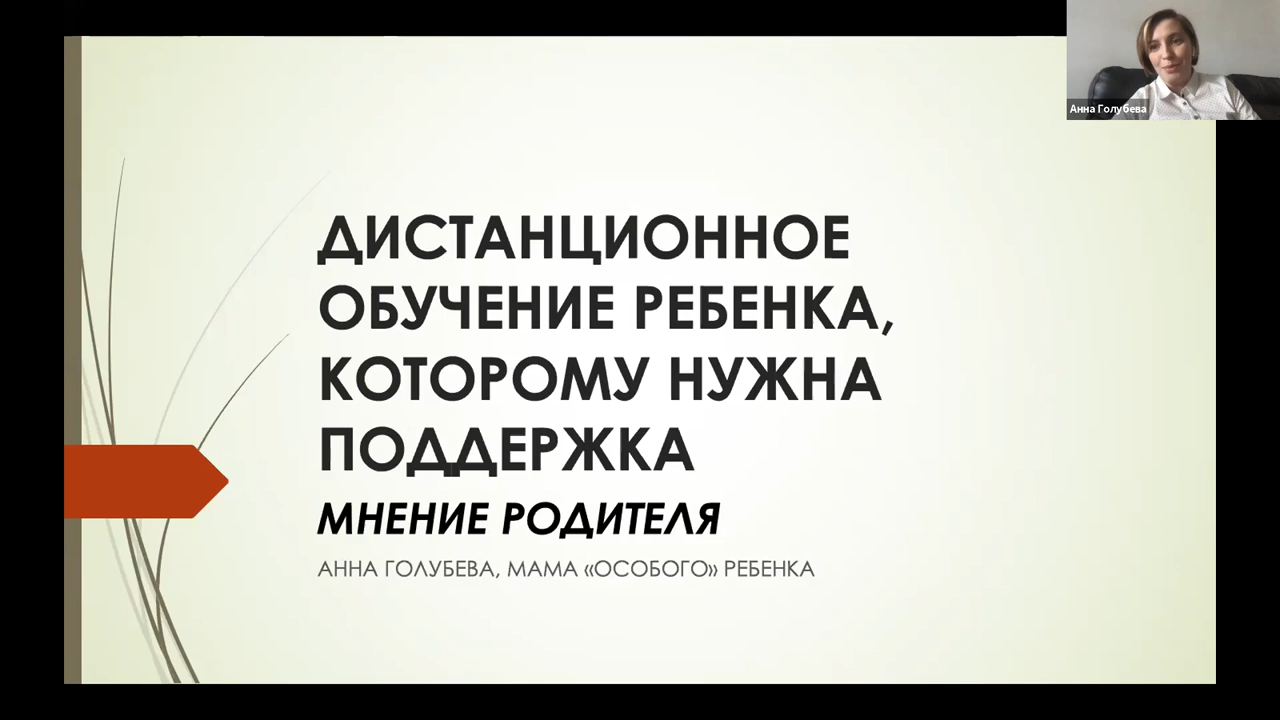 Анна Голубева
ДИСТАНЦИОННОЕ
ОБУЧЕНИЕ РЕБЕНКА,
КОТОРОМУ НУЖНА
ПОДДЕРЖКА
МНЕНИЕ РОДИТЕЛЯ
АННА ГОЛУБЕВА, МАМА «ОСОБОГО» РЕБЕНКА